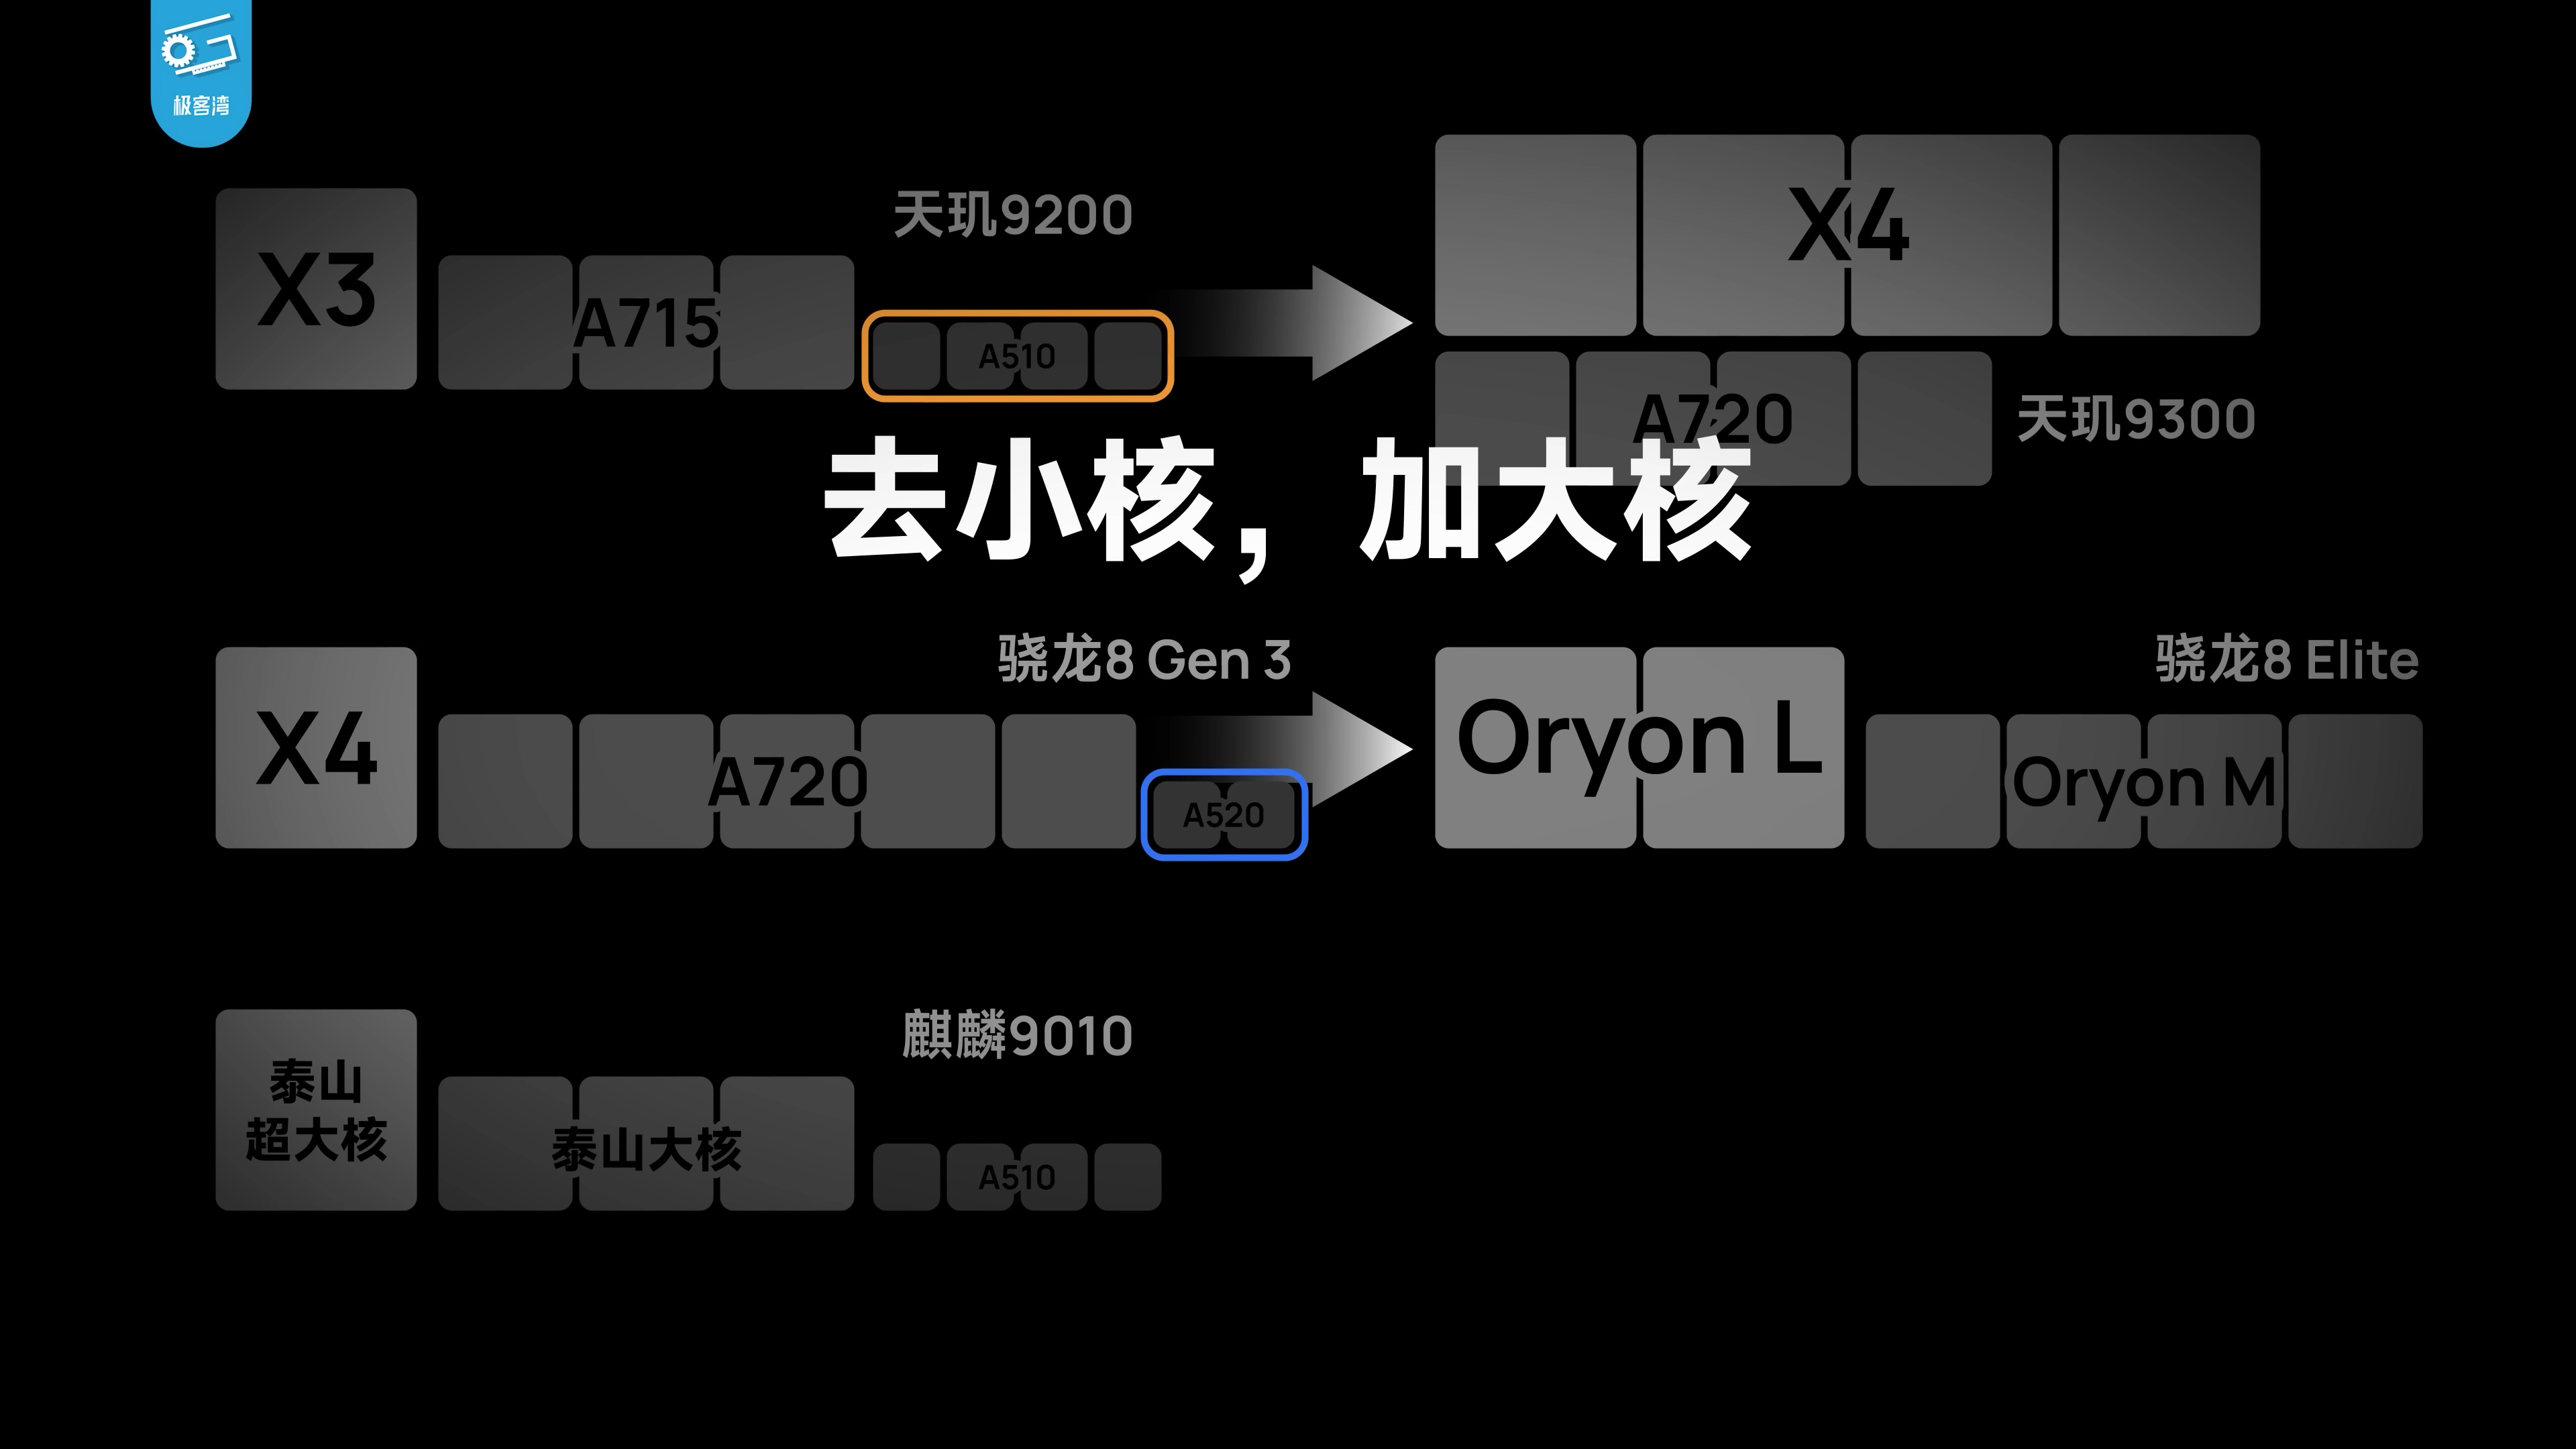 极客湾
天玑9200
X3
A715
A510
X4
A720
天玑9300
去小核，加大核
骁龙8 Gen 3
X4
A720
A520
骁龙8 Elite
Oryon L
Oryon M
麒麟9010
泰山
超大核
泰山大核
A510